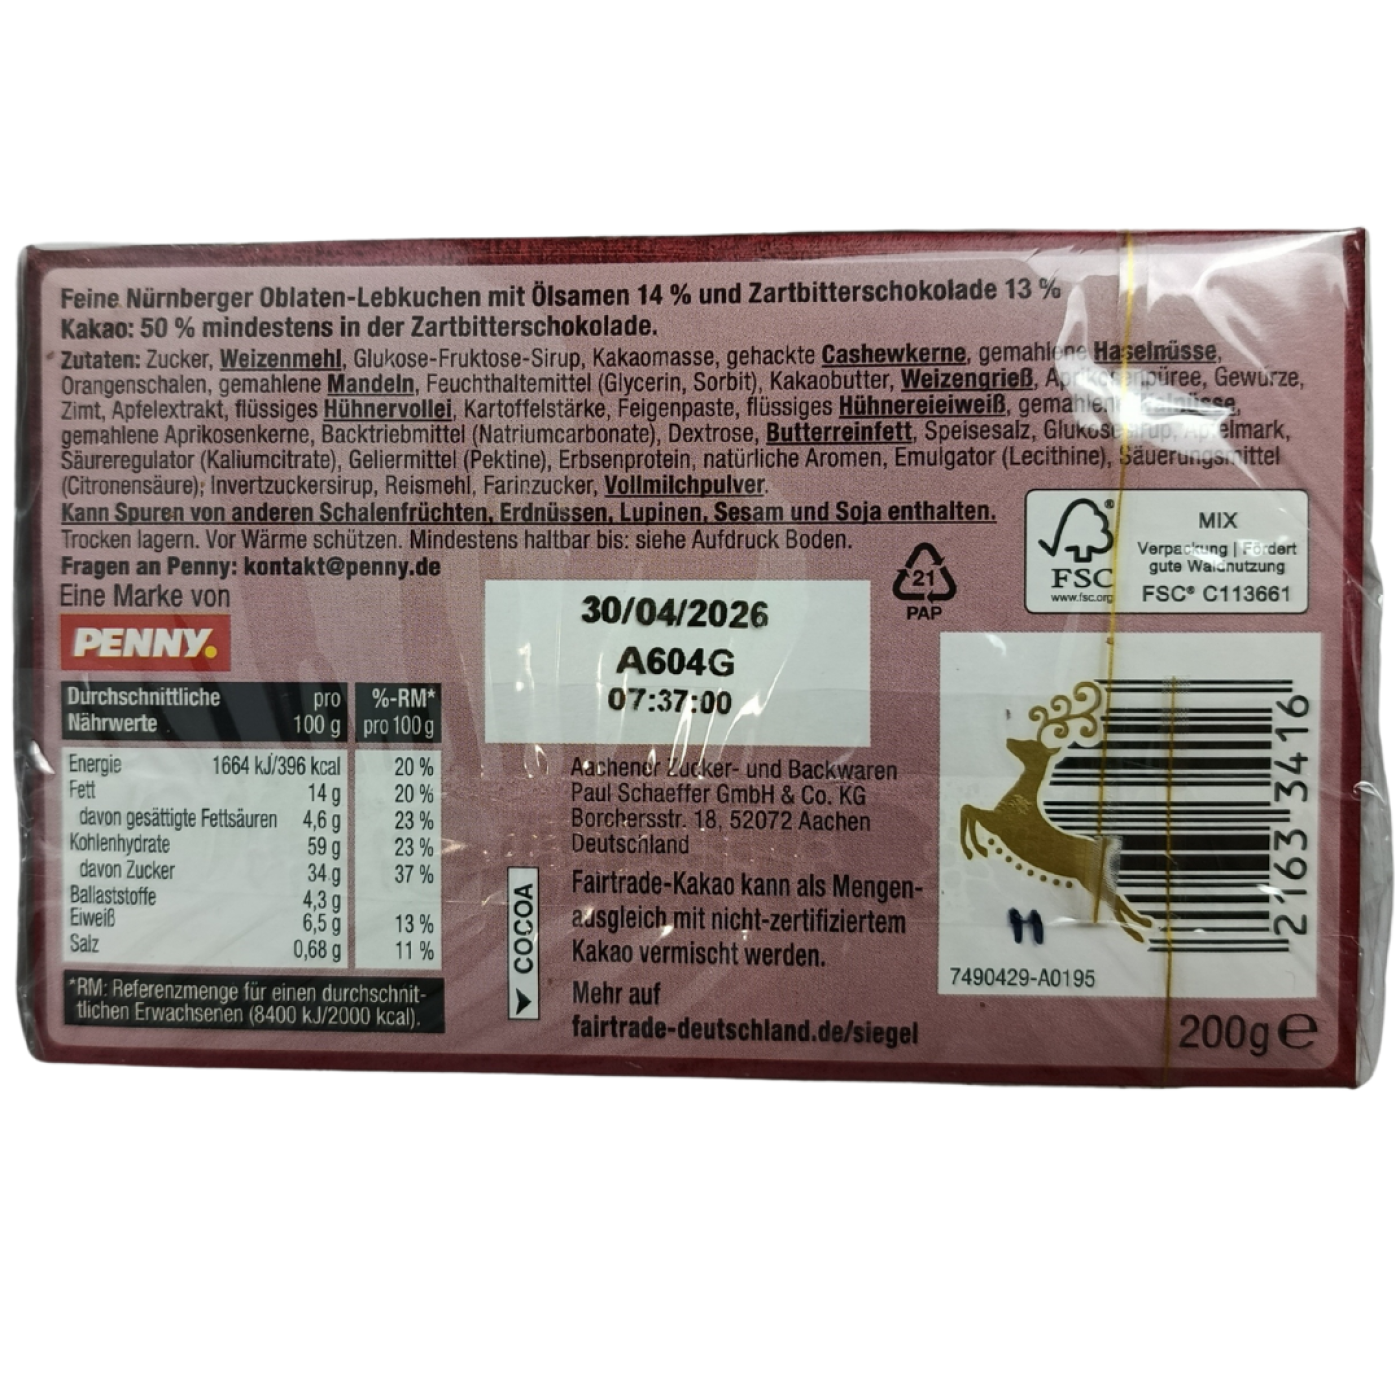 Feine Nürnberger Oblaten-Lebkuchen mit Ölsamen 14 % und Zartbitterschokolade 13 %
Kakao: 50 % mindestens in der Zartbitterschokolade.
Zutaten: Zucker, Weizenmehl, Glukose-Fruktose-Sirup, Kakaomasse, gehackte Cashewkerne, gemahlene Haselnüsse,
Orangenschalen, gemahlene Mandeln, Feuchthaltemittel (Glycerin, Sorbit), Kakaobutter, Weizengrieß, Aprikosenpüree, Gewürze,
Zimt, Apfelextrakt, flüssiges Hühnervollei, Kartoffelstärke, Feigenpaste, flüssiges Hühnereieiweiß,
gemahlene Aprikosenkerne, Backtriebmittel (Natriumcarbonate), Dextrose, Butterreinfett, Speisesalz, Glukosesirup, Apfelmark,
Säureregulator (Kaliumcitrate), Geliermittel (Pektine), Erbsenprotein, natürliche Aromen, Emulgator (Lecithine), Säuerungsmittel
(Citronensäure); Invertzuckersirup, Reismehl, Farinzucker, Vollmilchpulver.
Kann Spuren von anderen Schalenfrüchten, Erdnüssen, Lupinen, Sesam und Soja enthalten.
Trocken lagern. Vor Wärme schützen. Mindestens haltbar bis: siehe Aufdruck Boden.
Fragen an Penny: kontakt@penny.de
Eine Marke von
PENNY.
Durchschnittliche pro %-RM*
Nährwerte 100 g pro 100 g
Energie 1664 kJ/396 kcal 20 %
Fett 14 g 20 %
davon gesättigte Fettsäuren 4,6 g 23 %
Kohlenhydrate 59 g 23 %
davon Zucker 34 g 37 %
Ballaststoffe 4,3 g
Eiweiß 6,5 g 13 %
Salz 0,68 g 11 %
*RM: Referenzmenge für einen durchschnit-
tlichen Erwachsenen (8400 kJ/2000 kcal).
30/04/2026
A604G
07:37:00
Aachener Zucker- und Backwaren
Paul Schaeffer GmbH & Co. KG
Borchersstr. 18, 52072 Aachen
Deutschland
COCOA
Fairtrade-Kakao kann als Mengen-
ausgleich mit nicht-zertifiziertem
Kakao vermischt werden.
Mehr auf
fairtrade-deutschland.de/siegel
21
PAP
FSC
www.fsc.org
MIX
Verpackung | Fördert
gute Waldnutzung
FSC® C113661
21633416
7490429-A0195
200g e